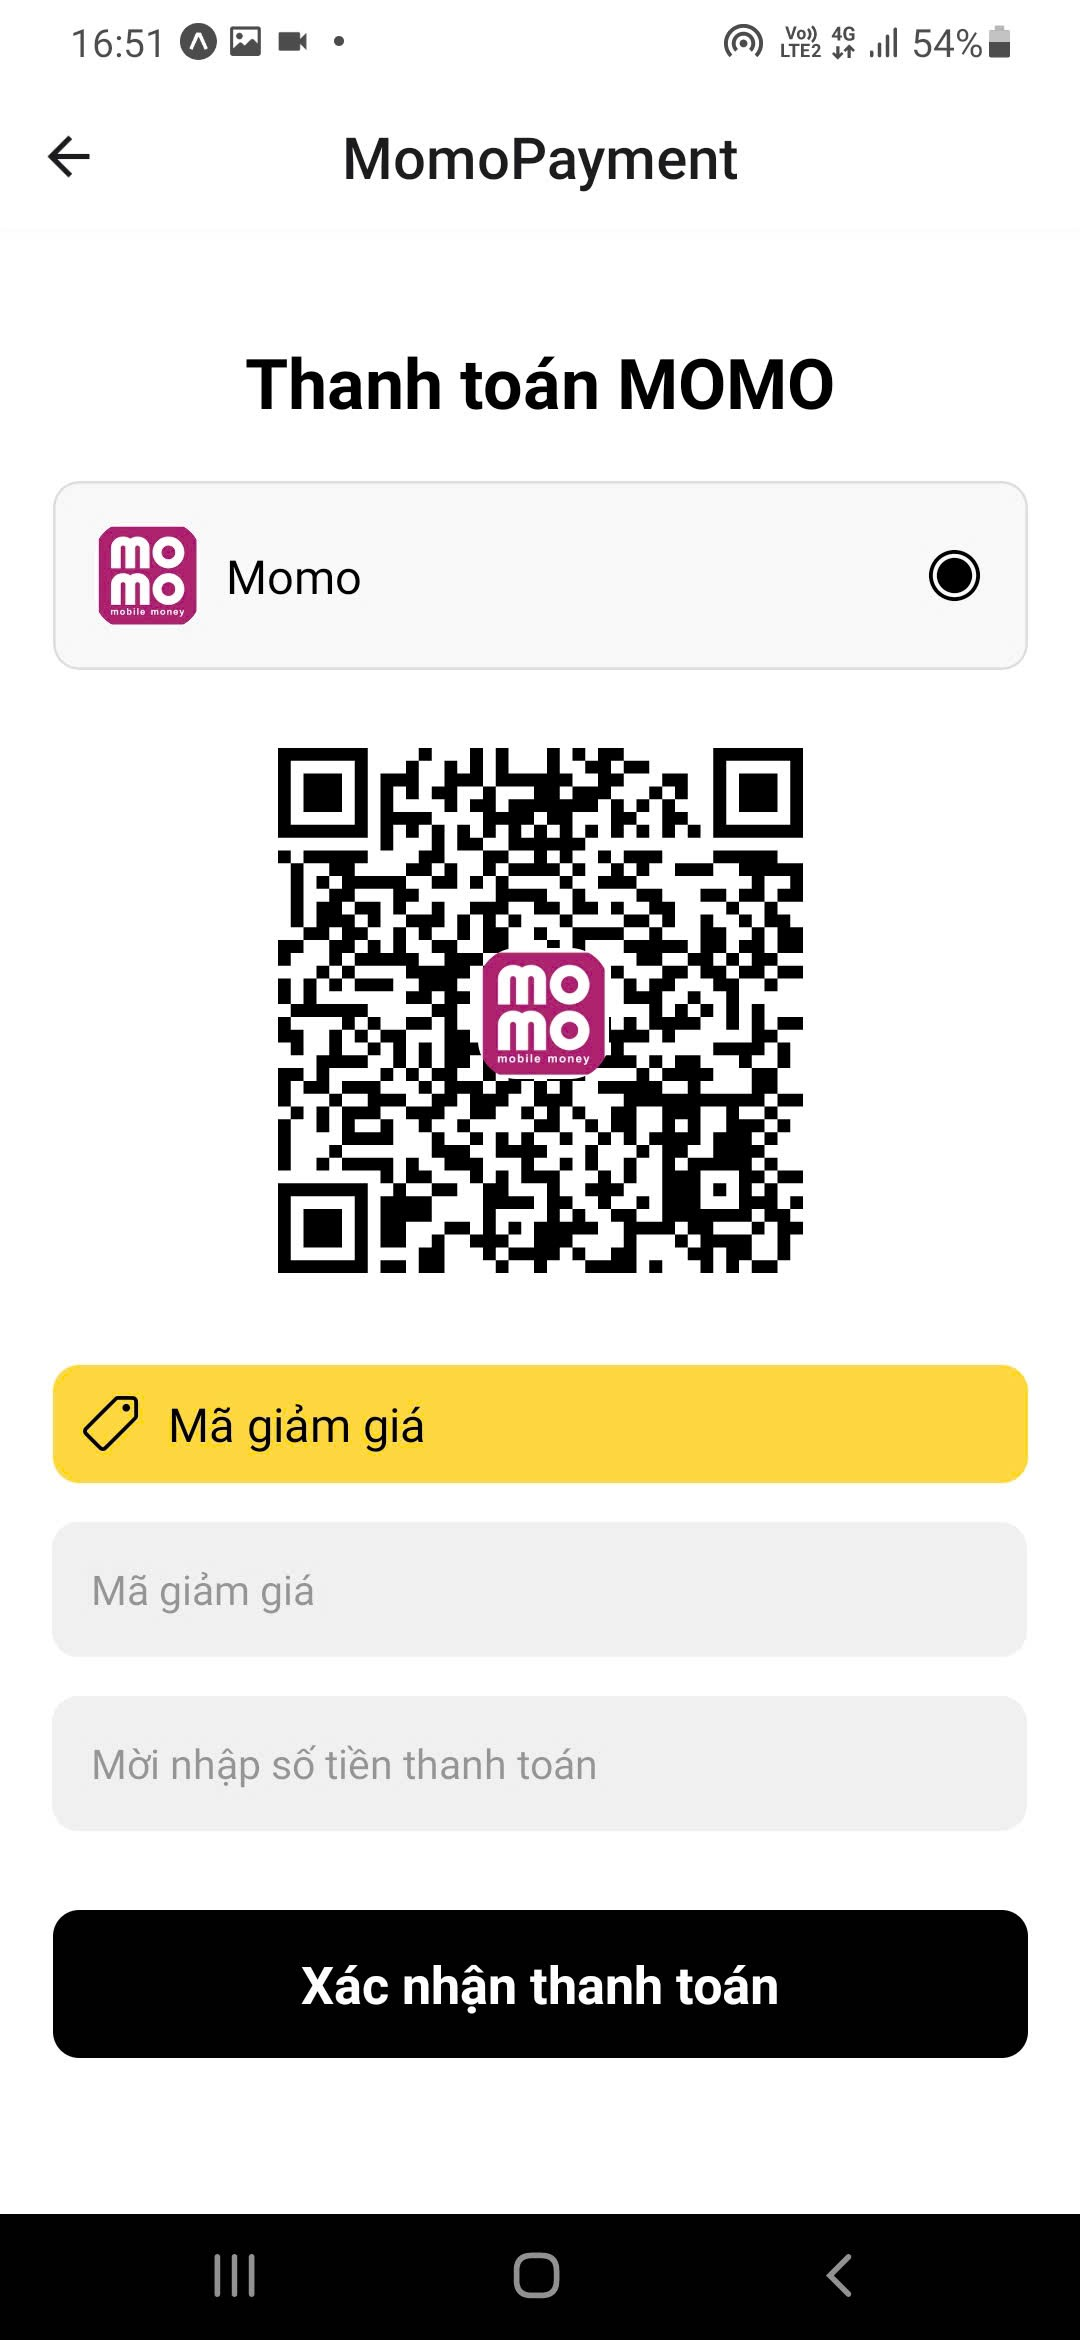 16:51
Vo)) LTE2 4G 54%
MomoPayment
Thanh toán MOMO
mo
mo
mobile money
Momo
mo
mo
mobile money
Mã giảm giá
Mã giảm giá
Mời nhập số tiền thanh toán
Xác nhận thanh toán